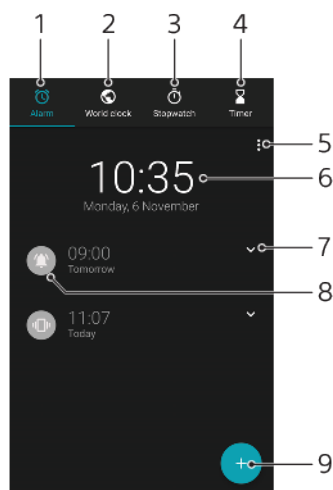 1 2 3 4
Alarm World clock Stopwatch Timer
5
10:35 6
Monday, 6 November
09:00 7
Tomorrow
8
11:07
Today
+ 9